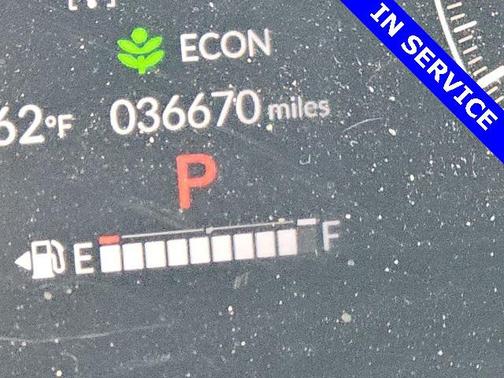 IN SERVICE
ECON
62°F 036670 miles
P
E F